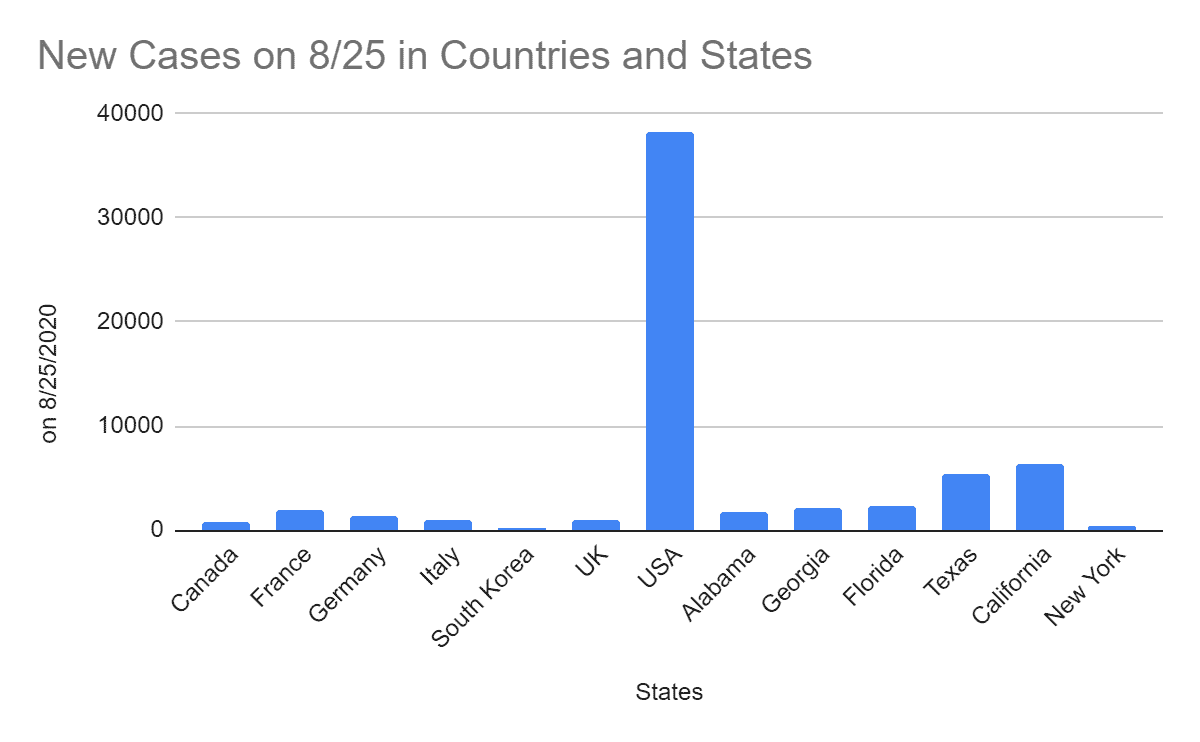 New Cases on 8/25 in Countries and States
40000
30000
20000
10000
0
on 8/25/2020
Canada
France
Germany
Italy
South Korea
UK
USA
Alabama
Georgia
Florida
Texas
California
New York
States